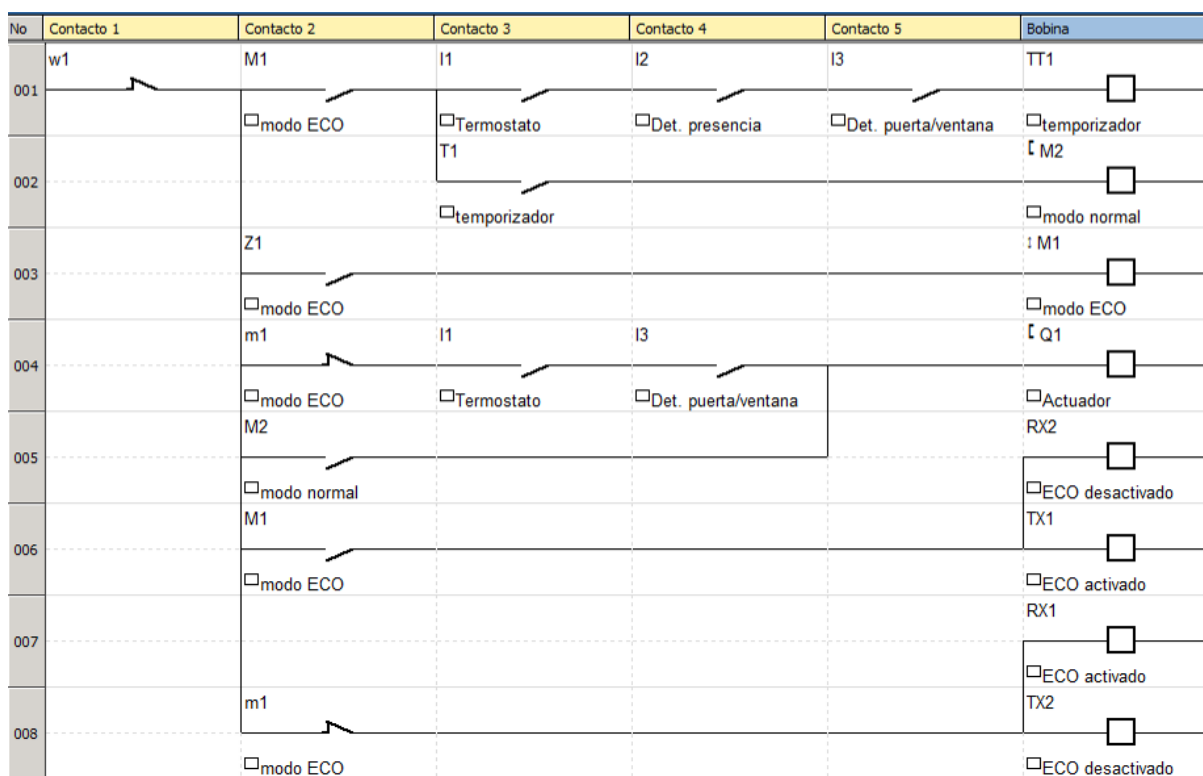 No Contacto 1 Contacto 2 Contacto 3 Contacto 4 Contacto 5 Bobina
w1 M1 I1 I2 I3 TT1
001
modo ECO Termostato Det. presencia Det. puerta/ventana temporizador
T1 [ M2
002
temporizador modo normal
Z1 M1
003
modo ECO modo ECO
m1 I1 I3 [ Q1
004
modo ECO Termostato Det. puerta/ventana Actuador
M2 RX2
005
modo normal ECO desactivado
M1 TX1
006
modo ECO ECO activado
RX1
007
ECO activado
m1 TX2
008
modo ECO ECO desactivado